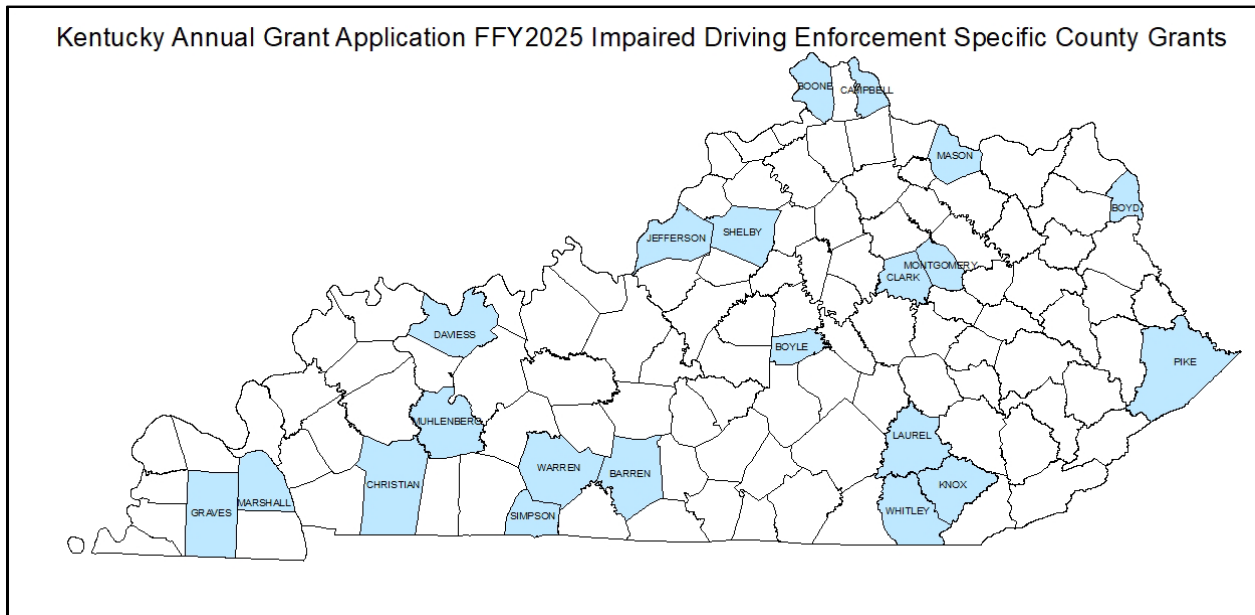 Kentucky Annual Grant Application FFY2025 Impaired Driving Enforcement Specific County Grants
BOONE
CAMPBELL
MASON
BOYD
JEFFERSON
SHELBY
MONTGOMERY
CLARK
DAVIESS
BOYLE
PIKE
MUHLENBERG
LAUREL
WARREN
BARREN
CHRISTIAN
KNOX
MARSHALL
GRAVES
SIMPSON
WHITLEY